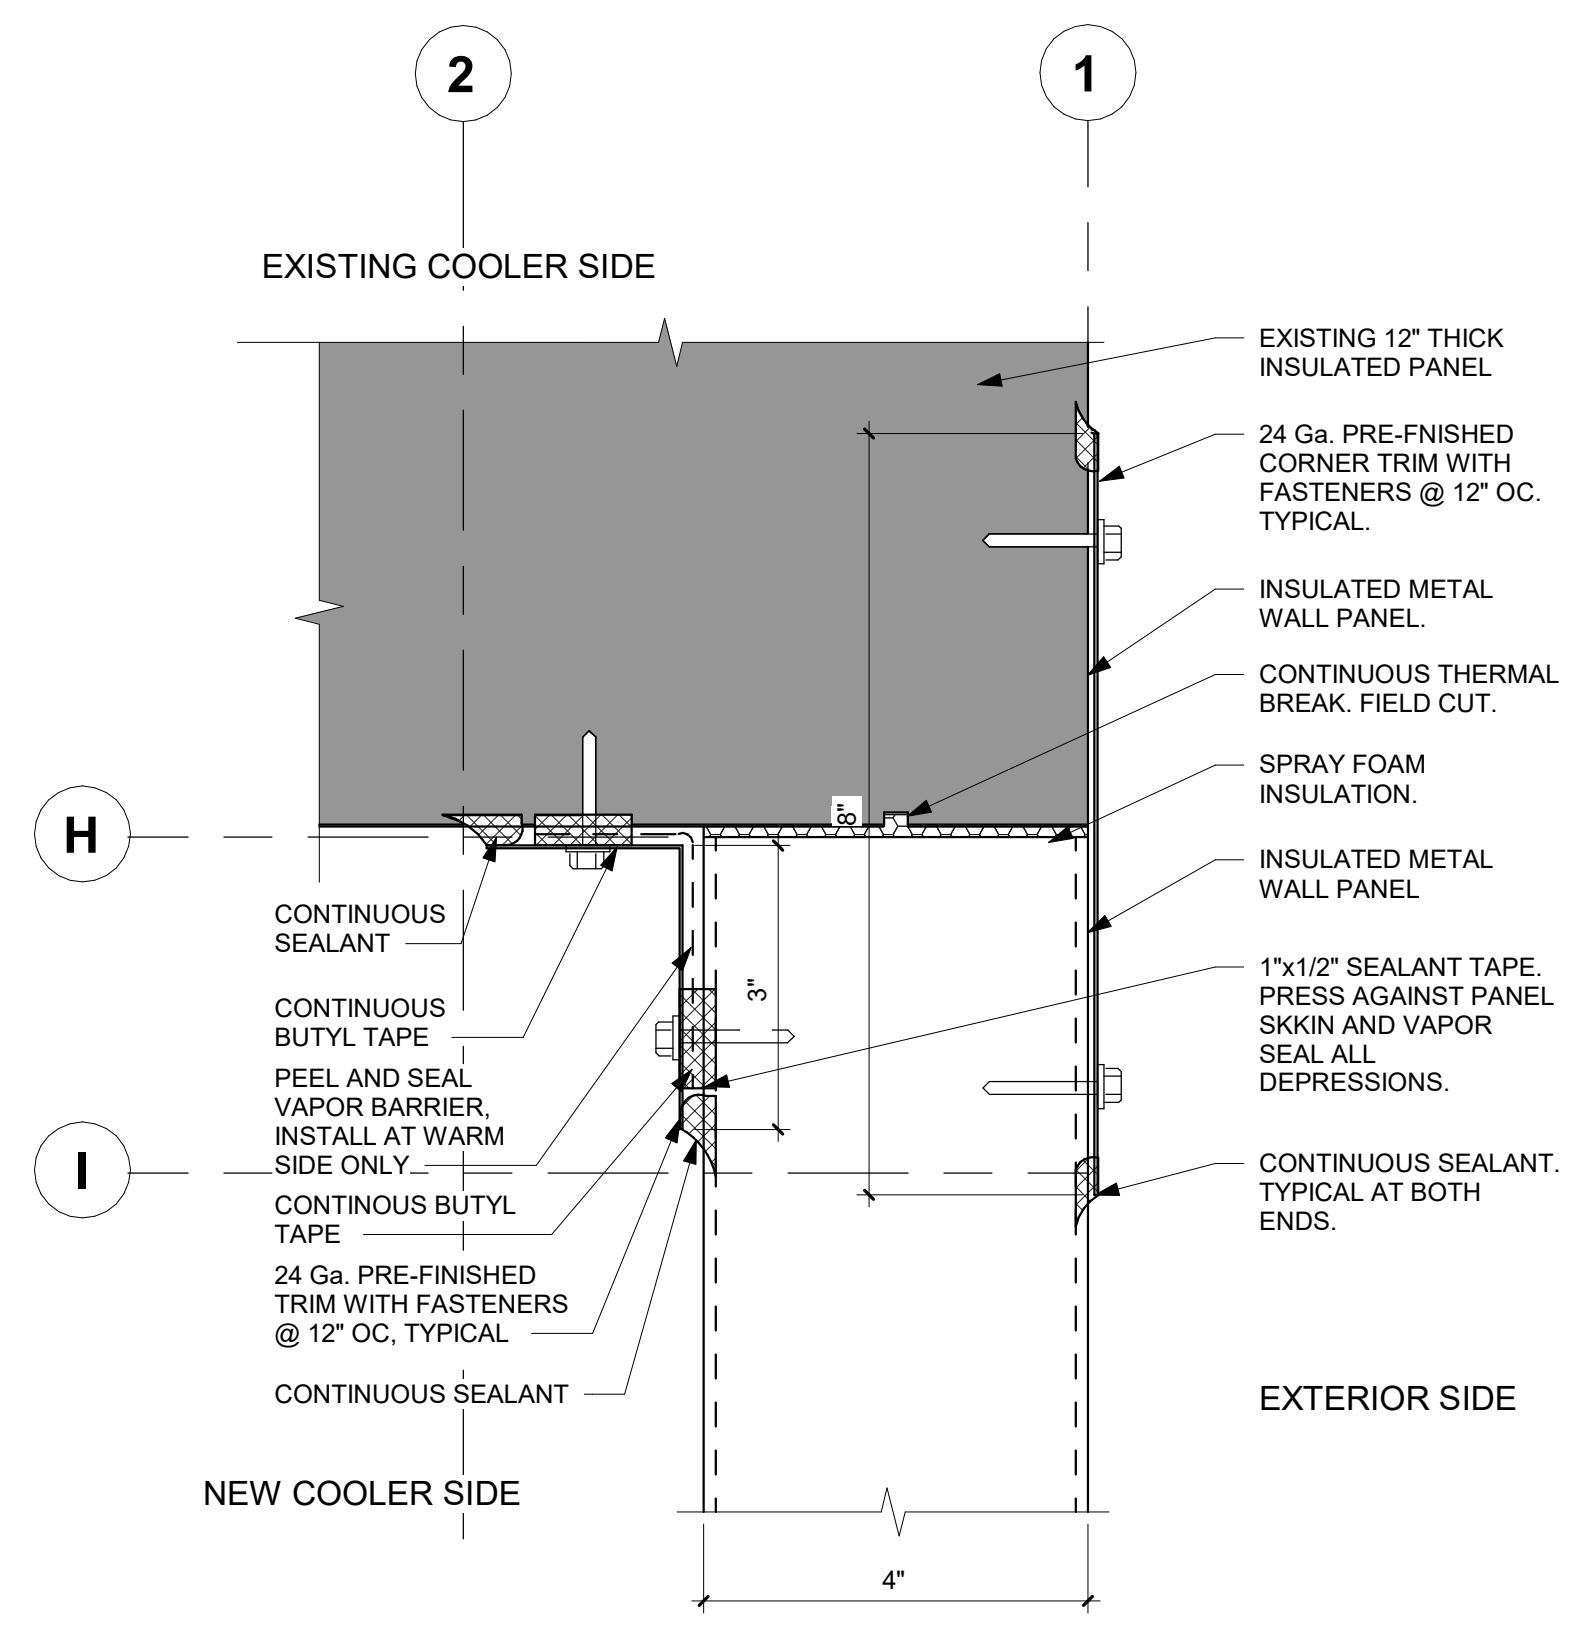 2
1
EXISTING COOLER SIDE
EXISTING 12" THICK
INSULATED PANEL
24 Ga. PRE-FNISHED
CORNER TRIM WITH
FASTENERS @ 12" OC.
TYPICAL.
INSULATED METAL
WALL PANEL.
CONTINUOUS THERMAL
BREAK. FIELD CUT.
SPRAY FOAM
INSULATION.
8"
H
INSULATED METAL
WALL PANEL
CONTINUOUS
SEALANT
3"
1"x1/2" SEALANT TAPE.
PRESS AGAINST PANEL
SKKIN AND VAPOR
SEAL ALL
DEPRESSIONS.
CONTINUOUS
BUTYL TAPE
PEEL AND SEAL
VAPOR BARRIER,
INSTALL AT WARM
SIDE ONLY
I
CONTINUOUS SEALANT.
TYPICAL AT BOTH
ENDS.
CONTINOUS BUTYL
TAPE
24 Ga. PRE-FINISHED
TRIM WITH FASTENERS
@ 12" OC, TYPICAL
CONTINUOUS SEALANT
EXTERIOR SIDE
NEW COOLER SIDE
4"